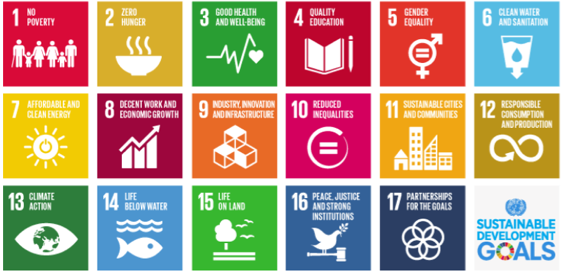 1 NO
POVERTY
2 ZERO
HUNGER
3 GOOD HEALTH
AND WELL-BEING
4 QUALITY
EDUCATION
5 GENDER
EQUALITY
6 CLEAN WATER
AND SANITATION
7 AFFORDABLE AND
CLEAN ENERGY
8 DECENT WORK AND
ECONOMIC GROWTH
9 INDUSTRY, INNOVATION
AND INFRASTRUCTURE
10 REDUCED
INEQUALITIES
11 SUSTAINABLE CITIES
AND COMMUNITIES
12 RESPONSIBLE
CONSUMPTION
AND PRODUCTION
13 CLIMATE
ACTION
14 LIFE
BELOW WATER
15 LIFE
ON LAND
16 PEACE, JUSTICE
AND STRONG
INSTITUTIONS
17 PARTNERSHIPS
FOR THE GOALS
SUSTAINABLE
DEVELOPMENT
GOALS